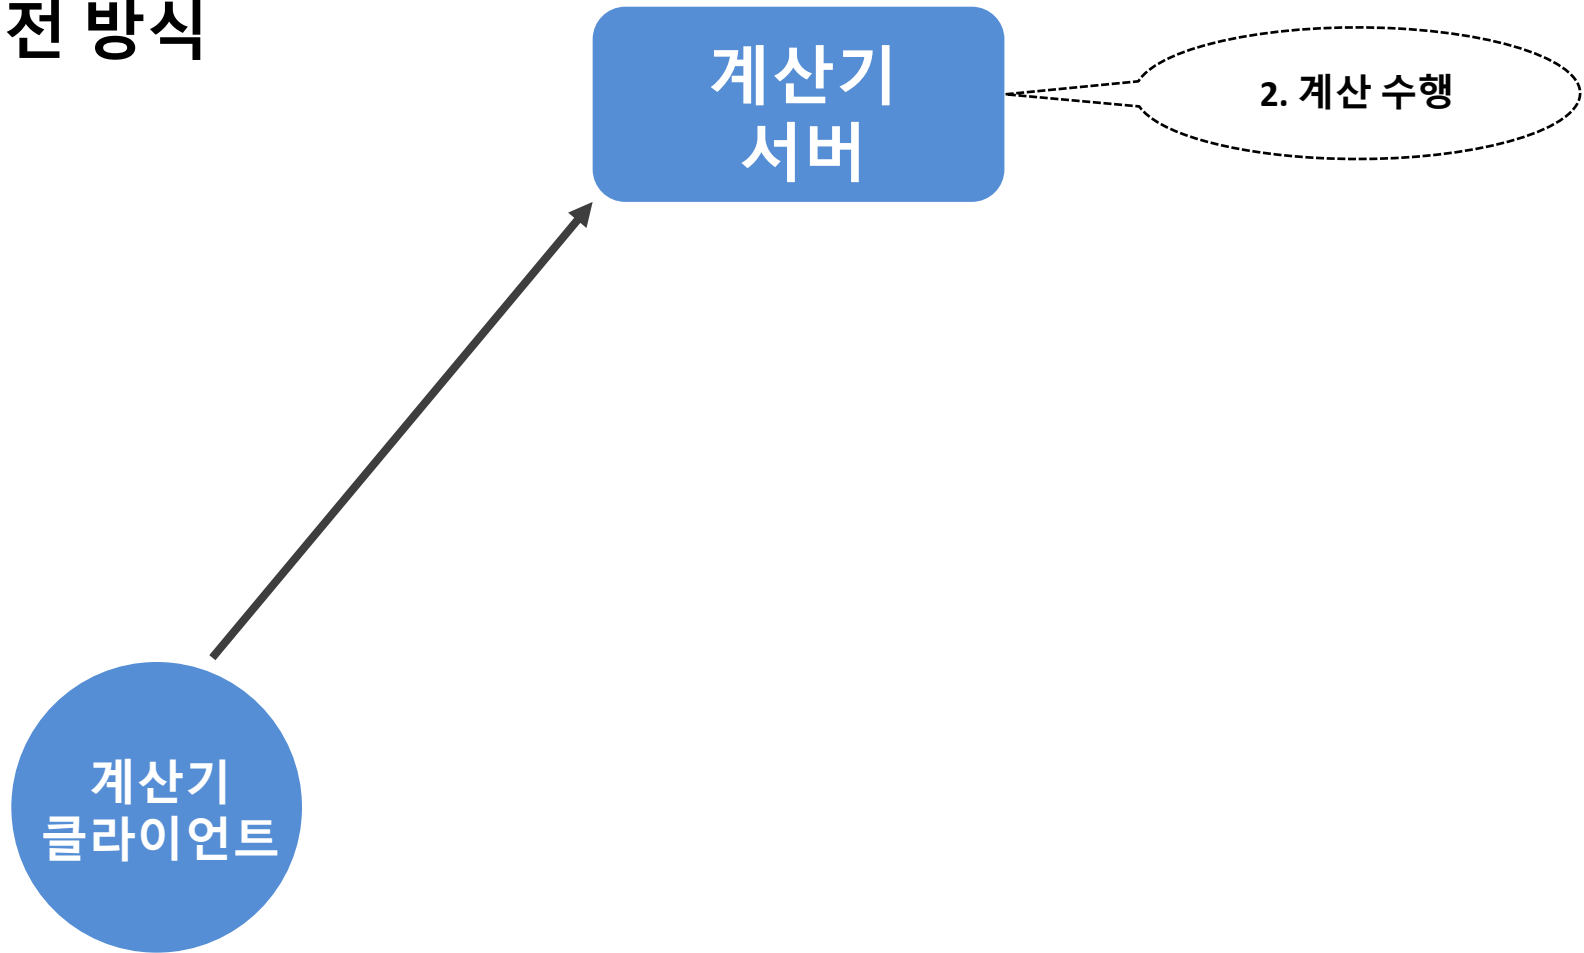 전 방식
계산기
서버
2. 계산 수행
계산기
클라이언트